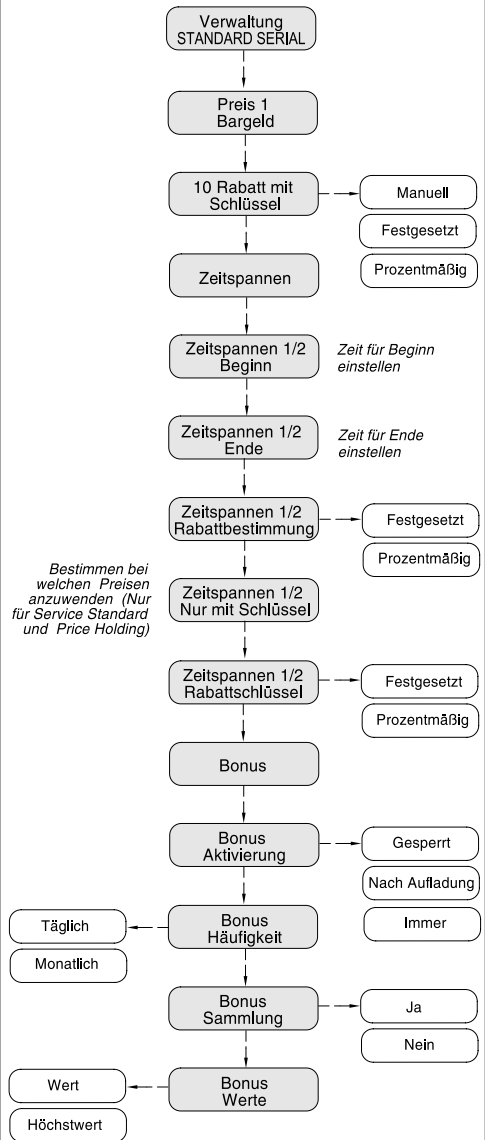 Verwaltung
STANDARD SERIAL
Preis 1
Bargeld
10 Rabatt mit
Schlüssel
Manuell
Festgesetzt
Prozentmäßig
Zeitspannen
Zeitspannen 1/2
Beginn
Zeit für Beginn
einstellen
Zeitspannen 1/2
Ende
Zeit für Ende
einstellen
Zeitspannen 1/2
Rabattbestimmung
Festgesetzt
Prozentmäßig
Bestimmen bei
welchen Preisen
anzuwenden (Nur
für Service Standard
und Price Holding)
Zeitspannen 1/2
Nur mit Schlüssel
Zeitspannen 1/2
Rabattschlüssel
Festgesetzt
Prozentmäßig
Bonus
Bonus
Aktivierung
Gesperrt
Nach Aufladung
Immer
Bonus
Häufigkeit
Täglich
Monatlich
Bonus
Sammlung
Ja
Nein
Bonus
Werte
Wert
Höchstwert